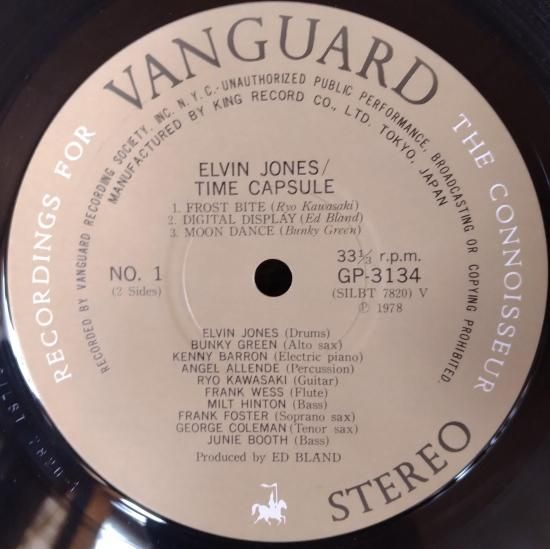 VANGUARD
RECORDINGS FOR THE CONNOISSEUR
RECORDED BY VANGUARD RECORDING SOCIETY, INC. N.Y.C.·UNAUTHORIZED PUBLIC PERFORMANCE, BROADCASTING OR COPYING PROHIBITED.
MANUFACTURED BY KING RECORD CO., LTD. TOKYO, JAPAN
ELVIN JONES/
TIME CAPSULE
1. FROST BITE (Ryo Kawasaki)
2. DIGITAL DISPLAY (Ed Bland)
3. MOON DANCE (Bunky Green)
NO. 1
(2 Sides)
33⅓ r.p.m.
GP-3134
(SILBT 7820) V
Ⓟ 1978
ELVIN JONES (Drums)
BUNKY GREEN (Alto sax)
KENNY BARRON (Electric piano)
ANGEL ALLENDE (Percussion)
RYO KAWASAKI (Guitar)
FRANK WESS (Flute)
MILT HINTON (Bass)
FRANK FOSTER (Soprano sax)
GEORGE COLEMAN (Tenor sax)
JUNIE BOOTH (Bass)
Produced by ED BLAND
STEREO